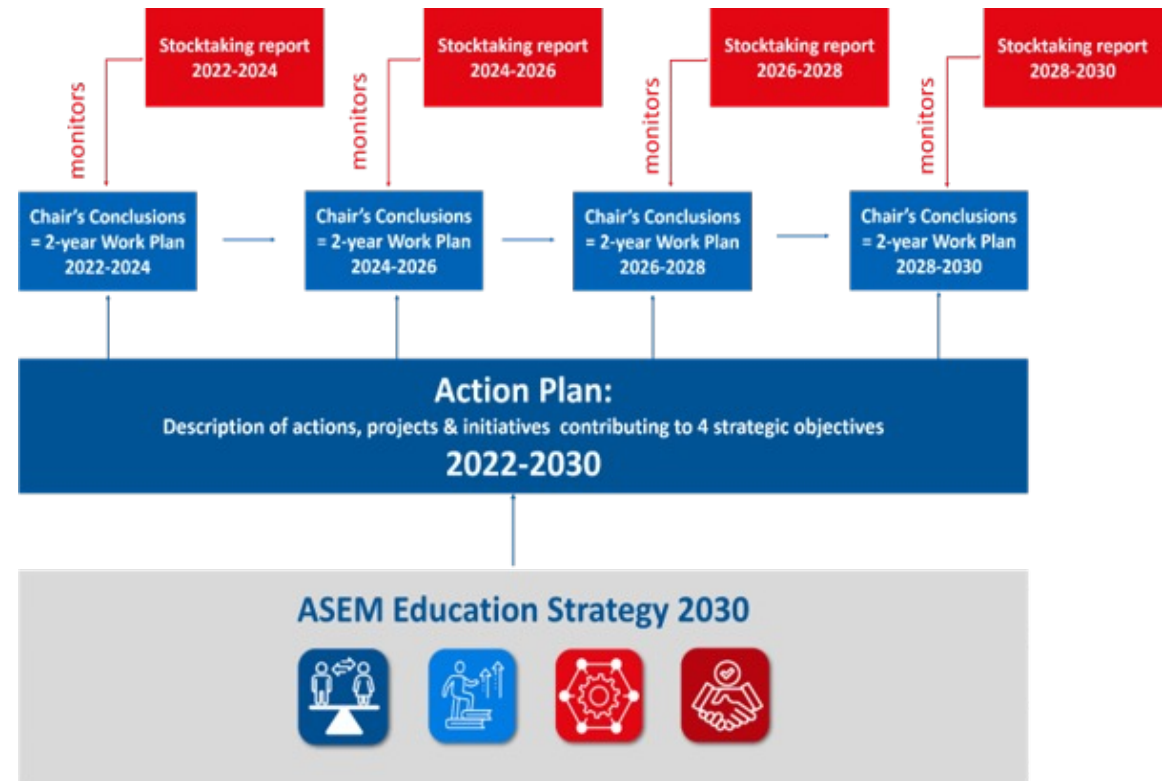 Stocktaking report
2022-2024
Stocktaking report
2024-2026
Stocktaking report
2026-2028
Stocktaking report
2028-2030
monitors
monitors
monitors
monitors
Chair's Conclusions
= 2-year Work Plan
2022-2024
Chair's Conclusions
= 2-year Work Plan
2024-2026
Chair's Conclusions
= 2-year Work Plan
2026-2028
Chair's Conclusions
= 2-year Work Plan
2028-2030
Action Plan:
Description of actions, projects & initiatives contributing to 4 strategic objectives
2022-2030
ASEM Education Strategy 2030